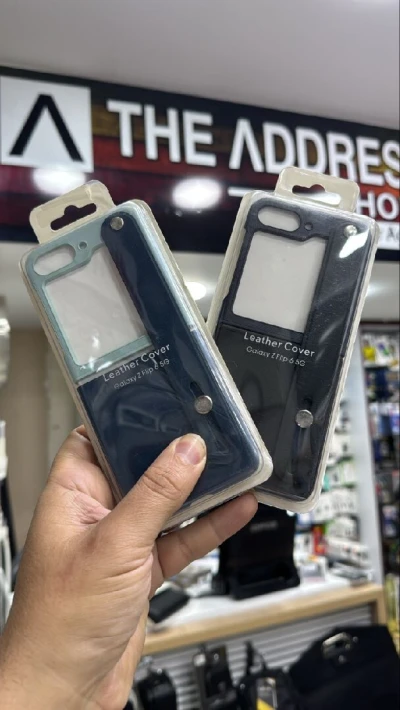 THE ADDRES
HO
Leather Cover
Galaxy Z Flip 6 5G
Leather Cover
Galaxy Z Flip 6 5G